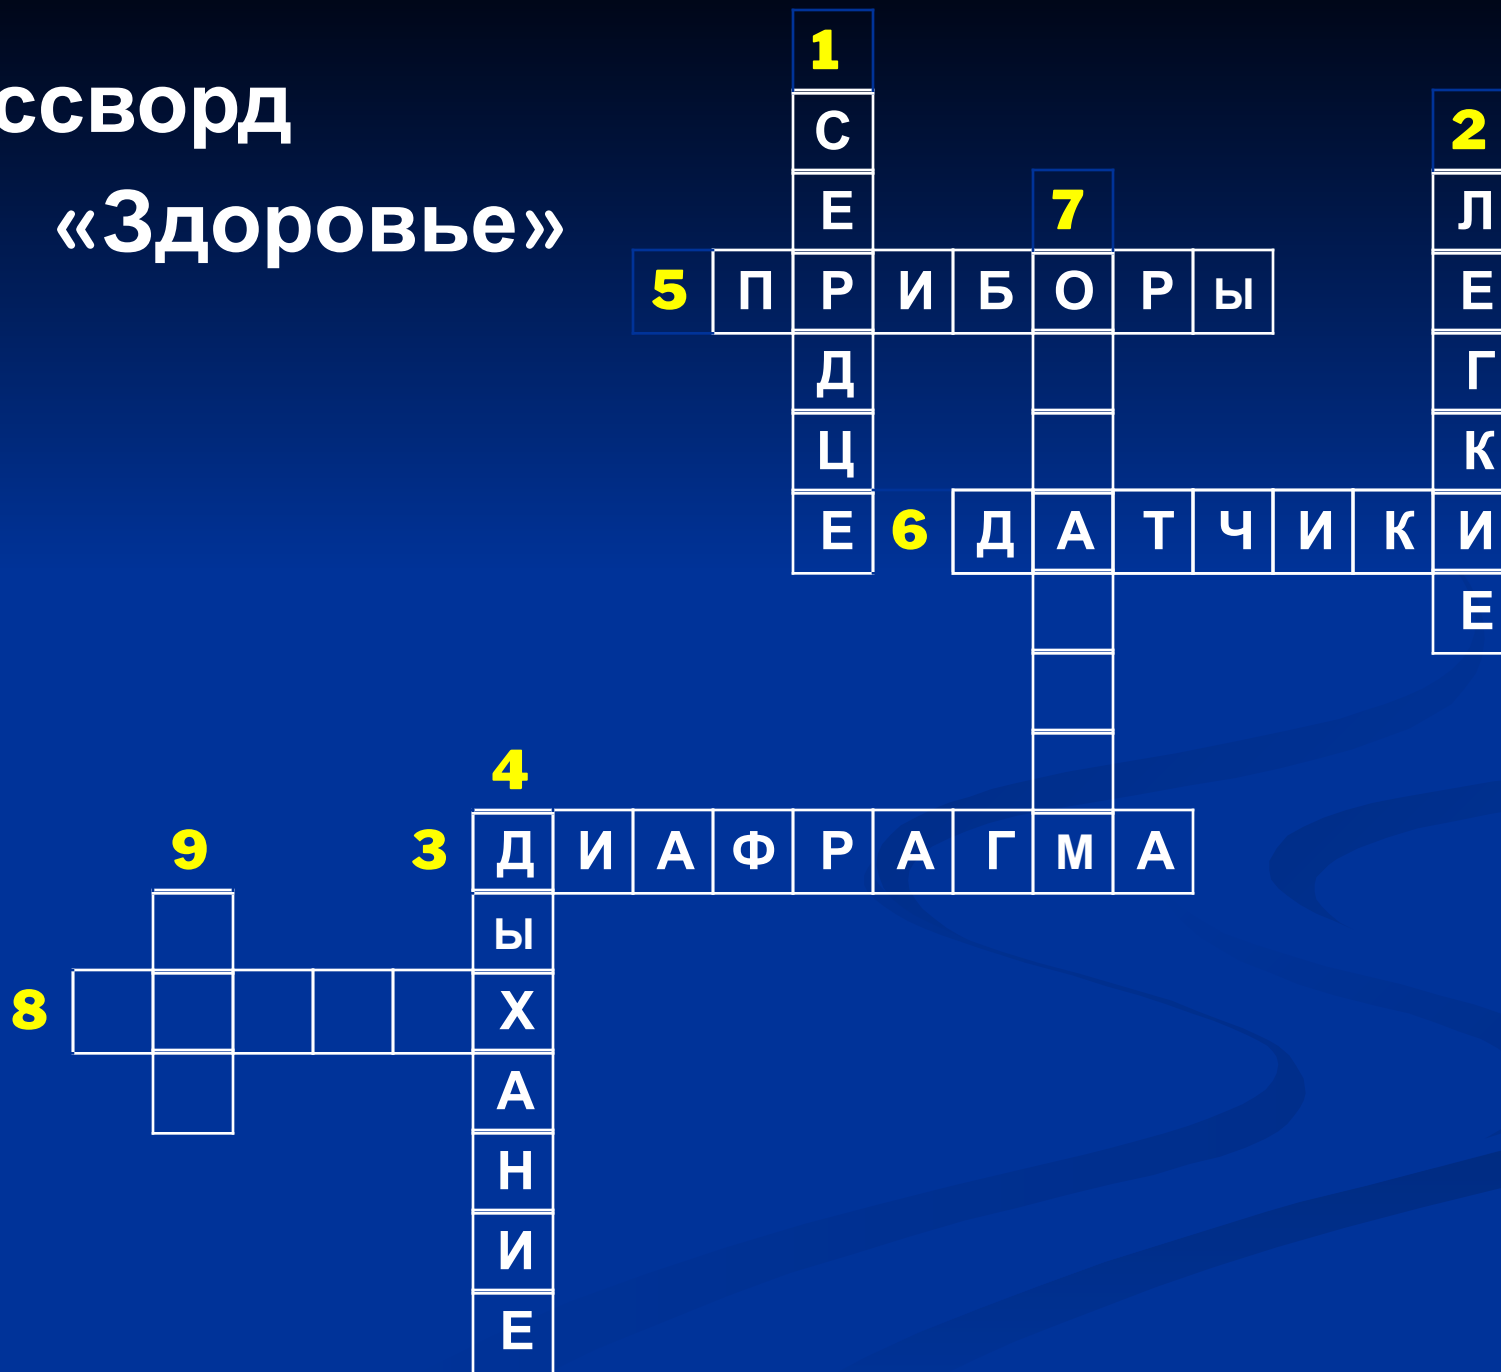 ссворд
«Здоровье»
1
С
2
Е
7
Л
5 П Р И Б О Р Ы
Е
Д
Г
Ц
К
Е 6 Д А Т Ч И К И
Е
4
9 3 Д И А Ф Р А Г М А
Ы
8 Х
А
Н
И
Е